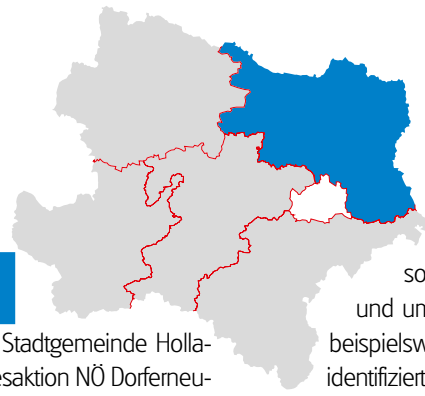 Stadtgemeinde Holla-
esaktion NÖ Dorferneu-
so
und un
beispielsw
identifiziert